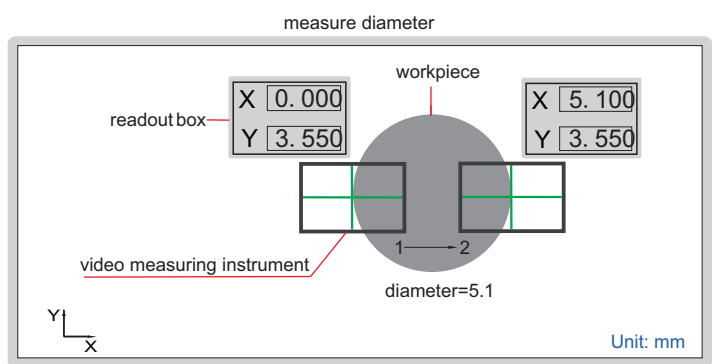 measure diameter
workpiece
X 0.000
Y 3.550
X 5.100
Y 3.550
readout box
1 2
video measuring instrument
diameter=5.1
Y
X
Unit: mm